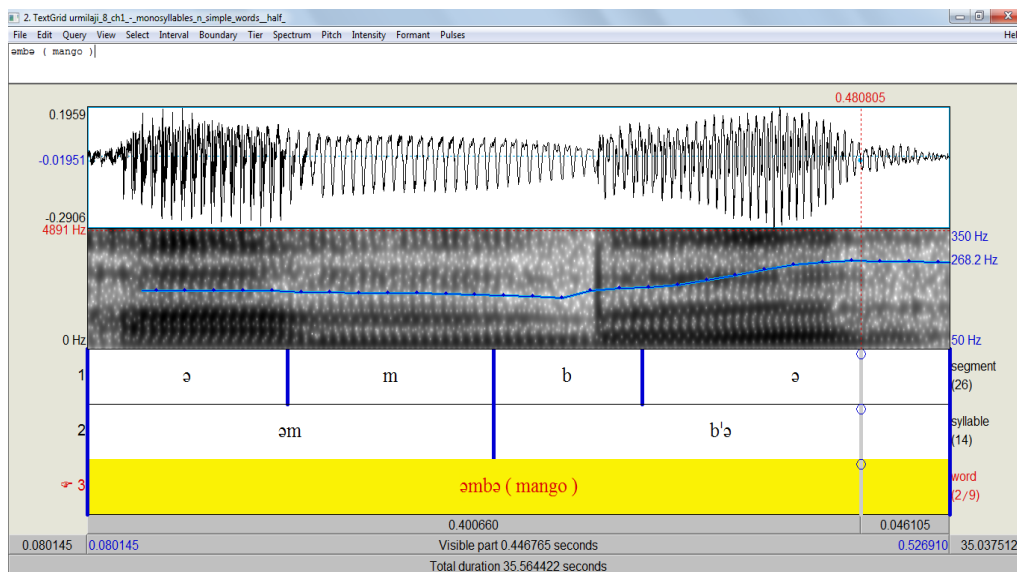 2. TextGrid urmilaji_8_ch1_-_monosyllables_n_simple_words__half_
File Edit Query View Select Interval Boundary Tier Spectrum Pitch Intensity Formant Pulses Hel
əmbə ( mango )
0.480805
0.1959
-0.01951
-0.2906
4891 Hz 350 Hz
268.2 Hz
0 Hz 50 Hz
1 ə m b ə segment
(26)
2 əm b'ə syllable
(14)
3 əmbə ( mango ) word
(2/9)
0.400660 0.046105
0.080145 0.080145 Visible part 0.446765 seconds 0.526910 35.037512
Total duration 35.564422 seconds